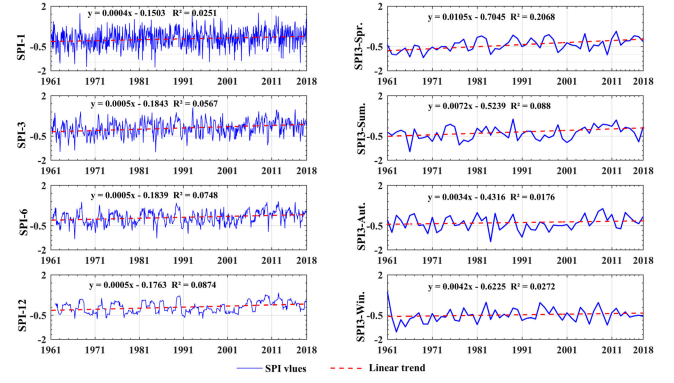 y = 0.0004x - 0.1503 R² = 0.0251
SPI-1
2
-0.5
-2
1961 1971 1981 1991 2001 2011 2018
y = 0.0005x - 0.1843 R² = 0.0567
SPI-3
2
-0.5
-2
1961 1971 1981 1991 2001 2011 2018
y = 0.0005x - 0.1839 R² = 0.0748
SPI-6
2
-0.5
-2
1961 1971 1981 1991 2001 2011 2018
y = 0.0005x - 0.1763 R² = 0.0874
SPI-12
2
-0.5
-2
1961 1971 1981 1991 2001 2011 2018
y = 0.0105x - 0.7045 R² = 0.2068
SPI3-Spr.
2
-0.5
-2
1961 1971 1981 1991 2001 2011 2018
y = 0.0072x - 0.5239 R² = 0.088
SPI3-Sum.
2
-0.5
-2
1961 1971 1981 1991 2001 2011 2018
y = 0.0034x - 0.4316 R² = 0.0176
SPI3-Aut.
2
-0.5
-2
1961 1971 1981 1991 2001 2011 2018
y = 0.0042x - 0.6225 R² = 0.0272
SPI3-Win.
2
-0.5
-2
1961 1971 1981 1991 2001 2011 2018
SPI vlues Linear trend